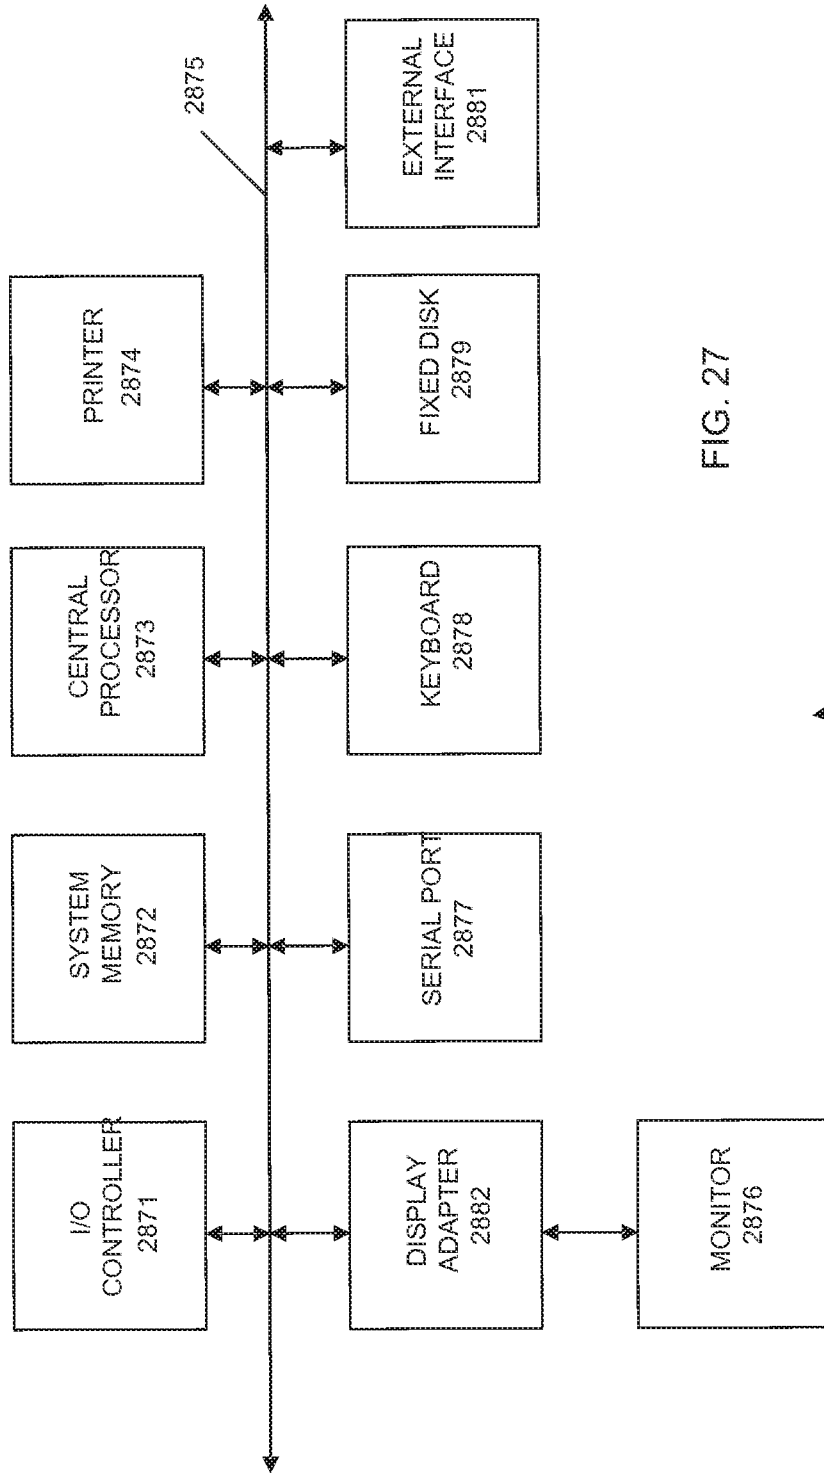 I/O
CONTROLLER
2871
SYSTEM
MEMORY
2872
CENTRAL
PROCESSOR
2873
PRINTER
2874
2875
DISPLAY
ADAPTER
2882
SERIAL PORT
2877
KEYBOARD
2878
FIXED DISK
2879
EXTERNAL
INTERFACE
2881
MONITOR
2876
FIG. 27